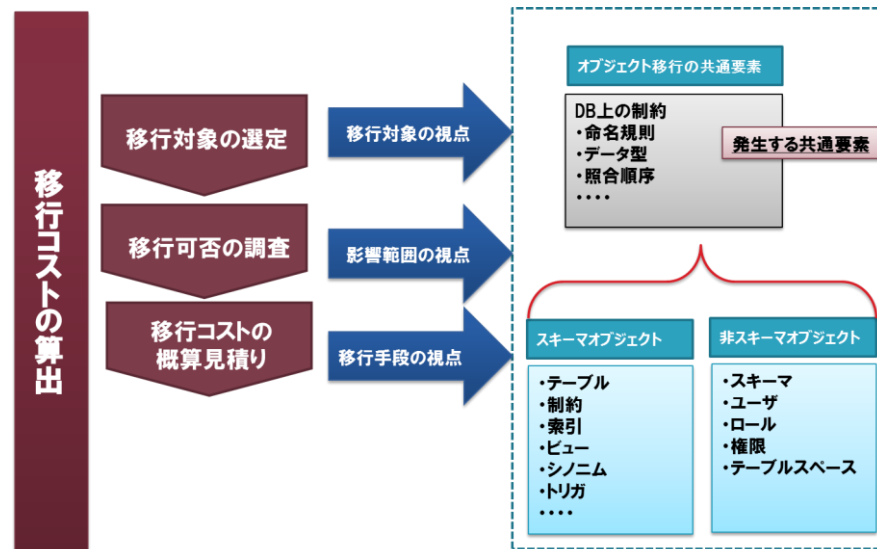 移行コストの算出
移行対象の選定
移行可否の調査
移行コストの
概算見積り
移行対象の視点
影響範囲の視点
移行手段の視点
オブジェクト移行の共通要素
DB上の制約
・命名規則
・データ型
・照合順序
・・・・
発生する共通要素
スキーマオブジェクト
・テーブル
・制約
・索引
・ビュー
・シノニム
・トリガ
・・・・
非スキーマオブジェクト
・スキーマ
・ユーザ
・ロール
・権限
・テーブルスペース